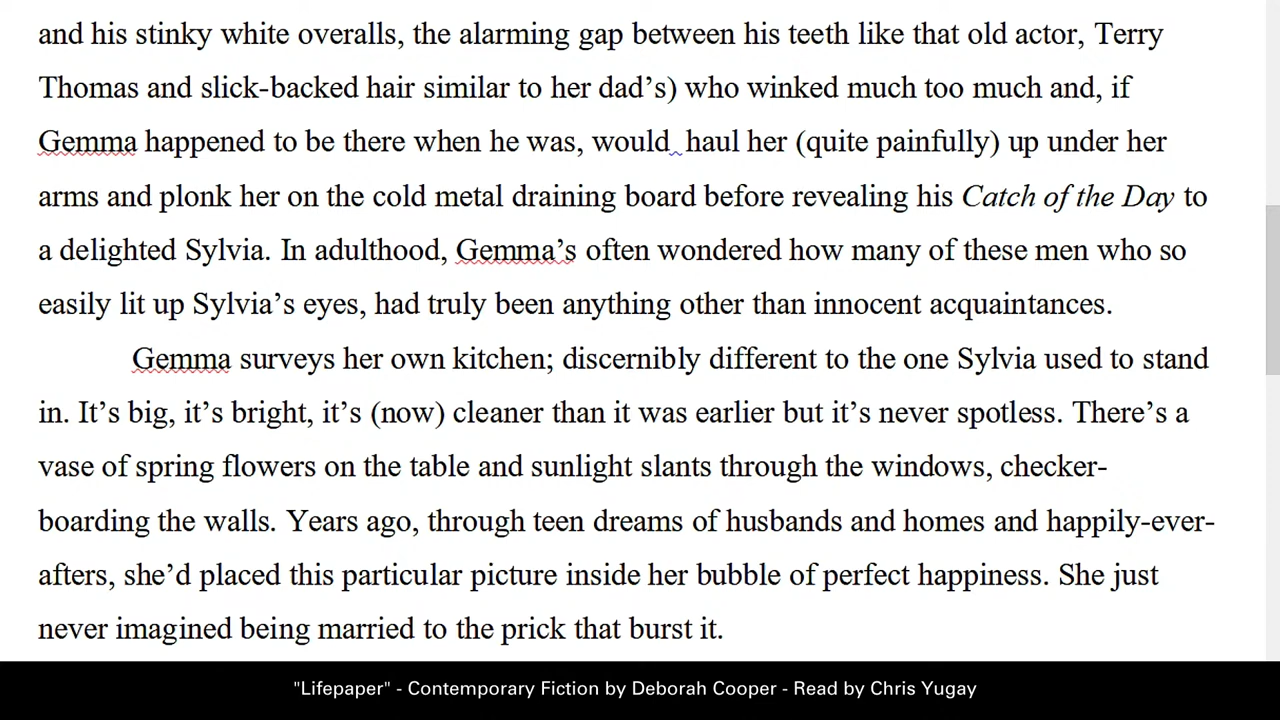 and his stinky white overalls, the alarming gap between his teeth like that old actor, Terry
Thomas and slick-backed hair similar to her dad’s) who winked much too much and, if
Gemma happened to be there when he was, would haul her (quite painfully) up under her
arms and plonk her on the cold metal draining board before revealing his Catch of the Day to
a delighted Sylvia. In adulthood, Gemma’s often wondered how many of these men who so
easily lit up Sylvia’s eyes, had truly been anything other than innocent acquaintances.
Gemma surveys her own kitchen; discernibly different to the one Sylvia used to stand
in. It’s big, it’s bright, it’s (now) cleaner than it was earlier but it’s never spotless. There’s a
vase of spring flowers on the table and sunlight slants through the windows, checker-
boarding the walls. Years ago, through teen dreams of husbands and homes and happily-ever-
afters, she’d placed this particular picture inside her bubble of perfect happiness. She just
never imagined being married to the prick that burst it.
"Lifepaper" - Contemporary Fiction by Deborah Cooper - Read by Chris Yugay